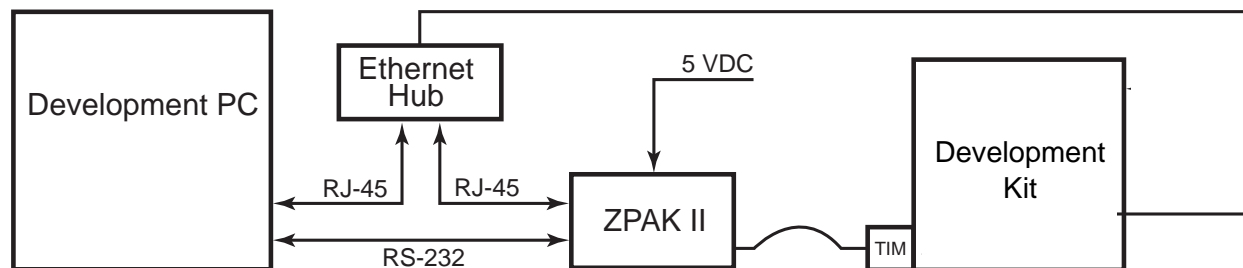 Development PC
Ethernet
Hub
5 VDC
Development
Kit
RJ-45
RJ-45
ZPAK II
TIM
RS-232